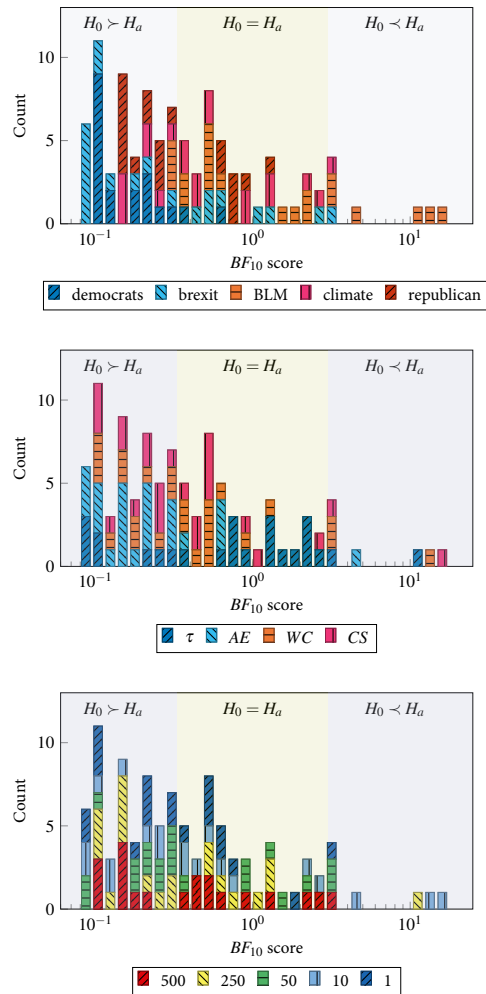 H₀ ≻ Hₐ H₀ = Hₐ H₀ ≺ Hₐ
10
5
0
Count
10⁻¹ 10⁰ 10¹
BF₁₀ score
democrats brexit BLM climate republican
H₀ ≻ Hₐ H₀ = Hₐ H₀ ≺ Hₐ
10
5
0
Count
10⁻¹ 10⁰ 10¹
BF₁₀ score
τ AE WC CS
H₀ ≻ Hₐ H₀ = Hₐ H₀ ≺ Hₐ
10
5
0
Count
10⁻¹ 10⁰ 10¹
BF₁₀ score
500 250 50 10 1